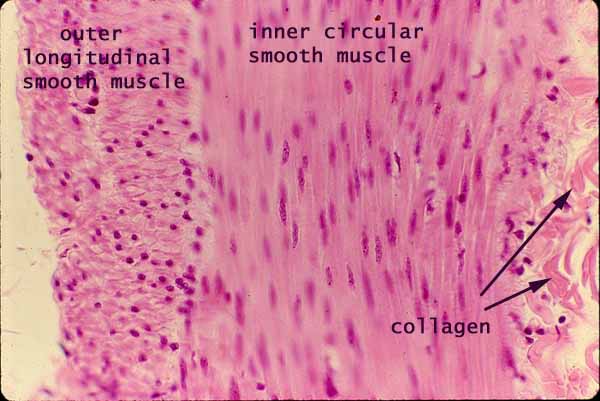 outer
longitudinal
smooth muscle
inner circular
smooth muscle
collagen